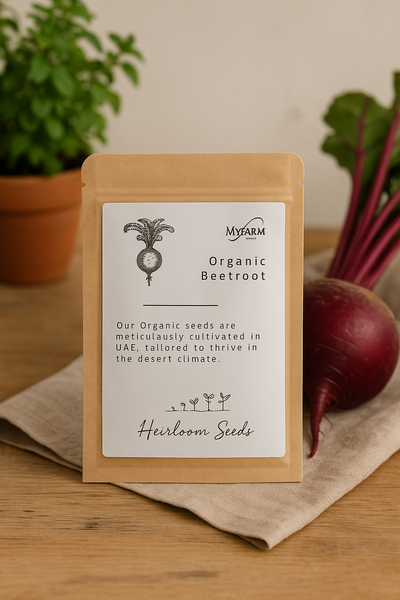 MYFARM
Organic
Beetroot
Our Organic seeds are
meticulously cultivated in
UAE, tailored to thrive in
the desert climate.
Heirloom Seeds